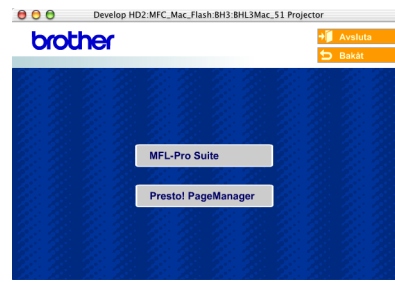 Develop HD2:MFC_Mac_Flash:BH3:BHL3Mac_51 Projector
brother
Avsluta
Bakåt
MFL-Pro Suite
Presto! PageManager